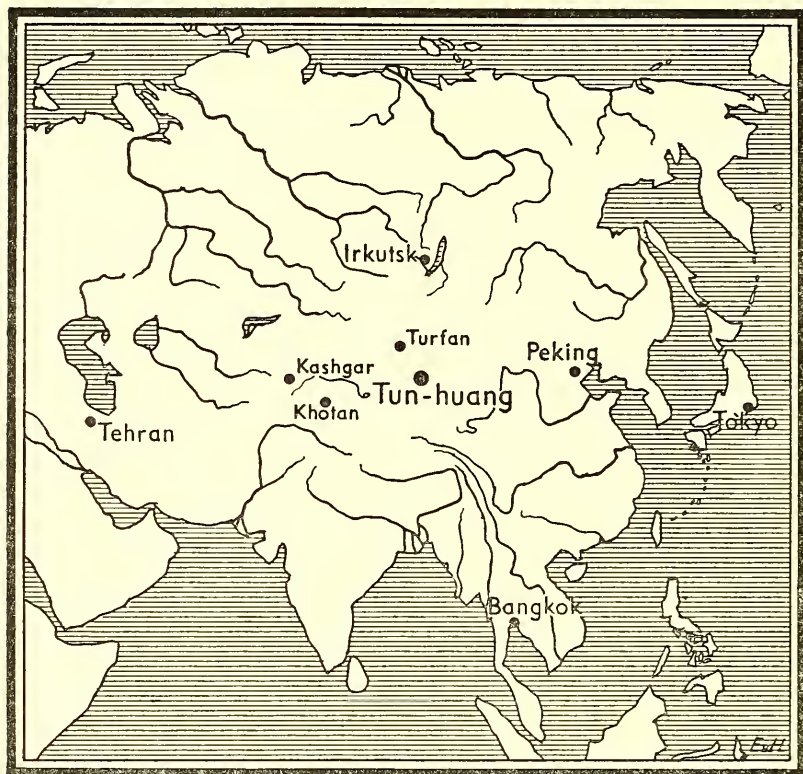 Irkutsk
Turfan
Peking
Kashgar
Tun-huang
Khotan
Tokyo
Tehran
Bangkok